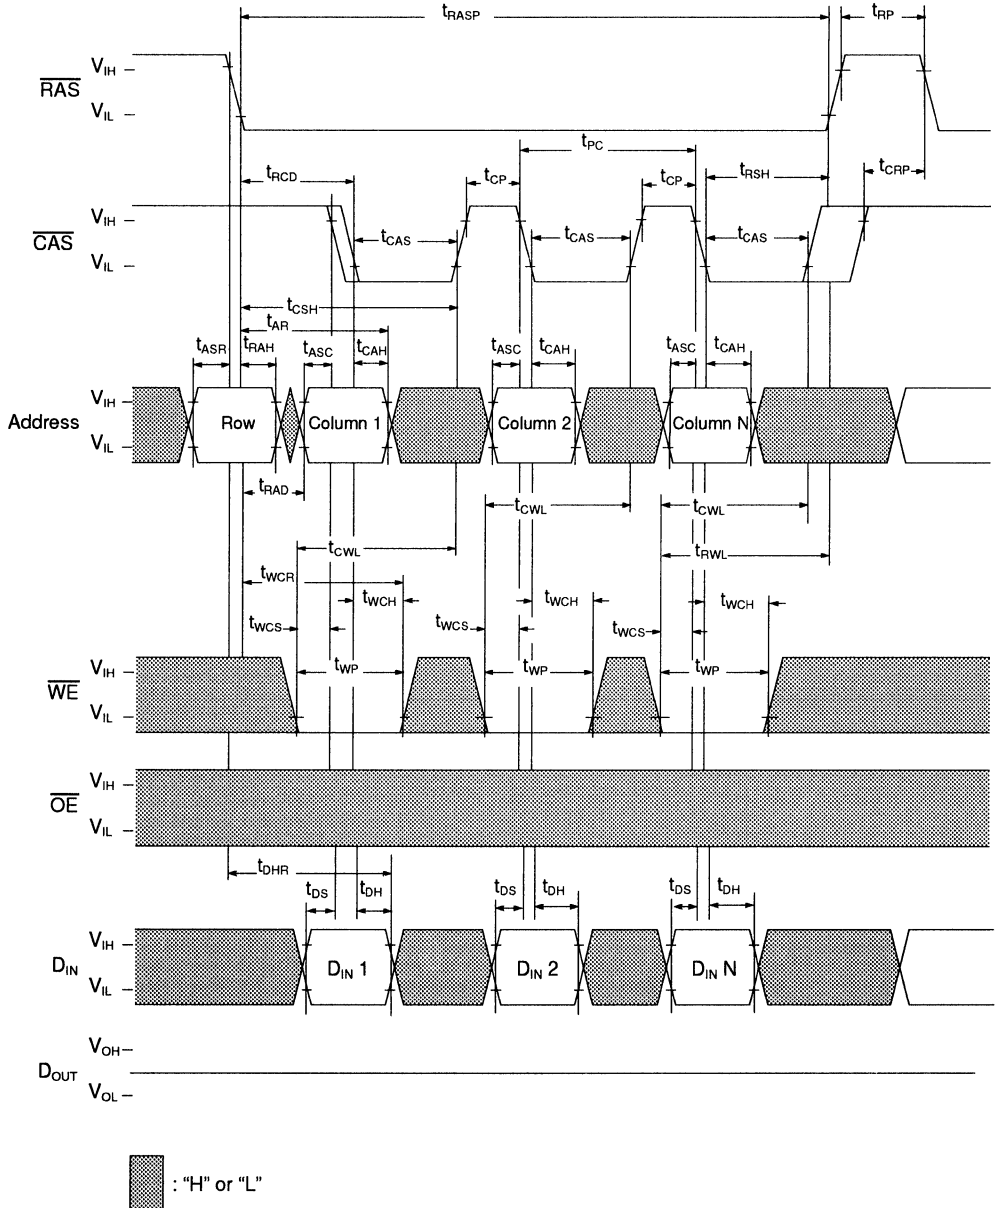 tRASP tRP
VIH
RAS
VIL
tPC
tRCD tCP tCP tRSH tCRP
VIH
CAS
VIL
tCAS tCAS tCAS
tCSH
tAR
tASR tRAH tASC tCAH tASC tCAH tASC tCAH
VIH
Address Row Column 1 Column 2 Column N
VIL
tRAD
tCWL tCWL
tCWL tRWL
tWCR
tWCH tWCH tWCH
tWCS tWCS tWCS
tWP tWP tWP
VIH
WE
VIL
VIH
OE
VIL
tDHR
tDS tDH tDS tDH tDS tDH
VIH
DIN DIN 1 DIN 2 DIN N
VIL
VOH
DOUT
VOL
: “H” or “L”